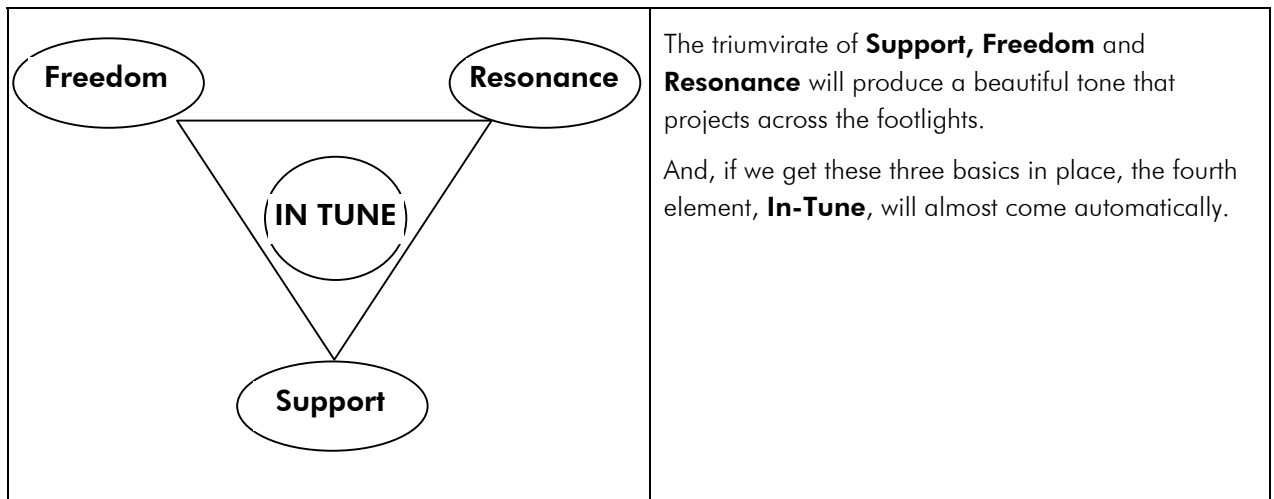 Freedom
Resonance
IN TUNE
Support
The triumvirate of Support, Freedom and
Resonance will produce a beautiful tone that
projects across the footlights.
And, if we get these three basics in place, the fourth
element, In-Tune, will almost come automatically.